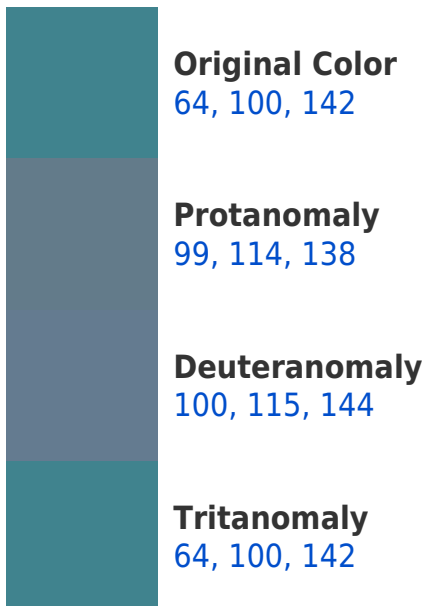 Original Color
64, 100, 142
Protanomaly
99, 114, 138
Deuteranomaly
100, 115, 144
Tritanomaly
64, 100, 142